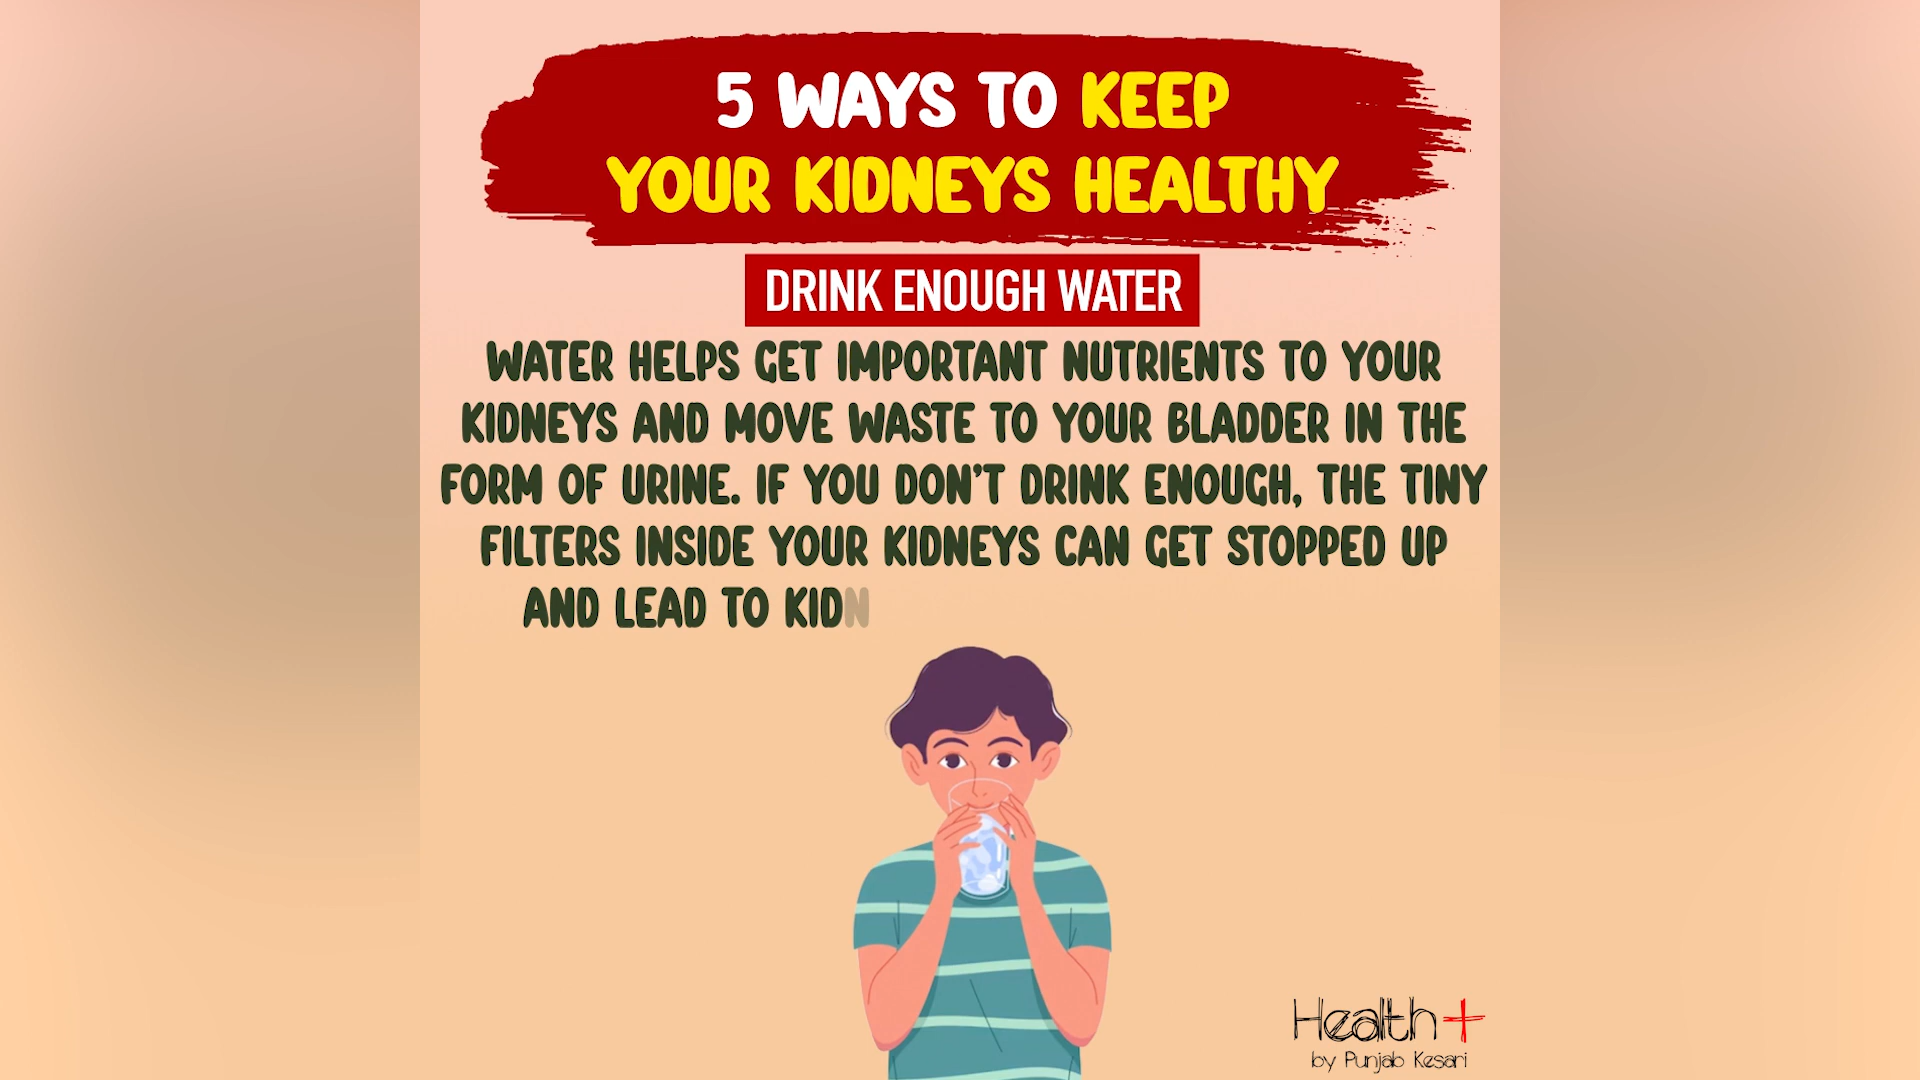 5 WAYS TO KEEP
YOUR KIDNEYS HEALTHY
DRINK ENOUGH WATER
WATER HELPS GET IMPORTANT NUTRIENTS TO YOUR
KIDNEYS AND MOVE WASTE TO YOUR BLADDER IN THE
FORM OF URINE. IF YOU DON'T DRINK ENOUGH, THE TINY
FILTERS INSIDE YOUR KIDNEYS CAN GET STOPPED UP
AND LEAD TO KIDN
Health+
by Punjab Kesari